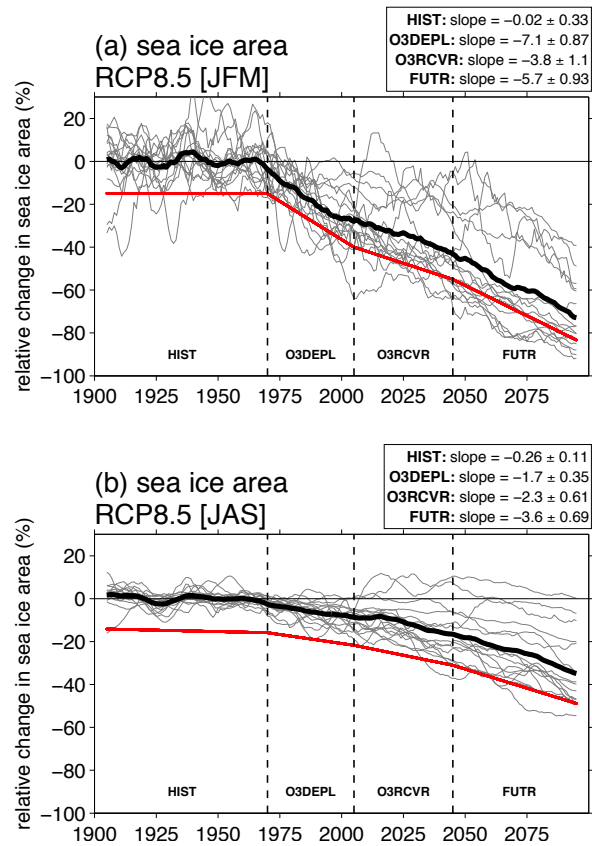 (a) sea ice area
RCP8.5 [JFM]
HIST: slope = −0.02 ± 0.33
O3DEPL: slope = −7.1 ± 0.87
O3RCVR: slope = −3.8 ± 1.1
FUTR: slope = −5.7 ± 0.93
relative change in sea ice area (%)
20
0
−20
−40
−60
−80
−100
HIST O3DEPL O3RCVR FUTR
1900 1925 1950 1975 2000 2025 2050 2075
(b) sea ice area
RCP8.5 [JAS]
HIST: slope = −0.26 ± 0.11
O3DEPL: slope = −1.7 ± 0.35
O3RCVR: slope = −2.3 ± 0.61
FUTR: slope = −3.6 ± 0.69
relative change in sea ice area (%)
20
0
−20
−40
−60
−80
−100
HIST O3DEPL O3RCVR FUTR
1900 1925 1950 1975 2000 2025 2050 2075